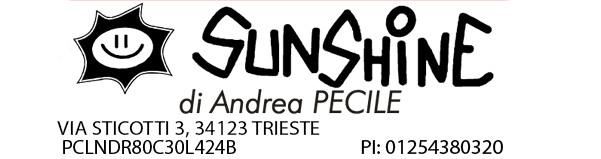 SUNSHiNE
di Andrea PECILE
VIA STICOTTI 3, 34123 TRIESTE
PCLNDR80C30L424B PI: 01254380320